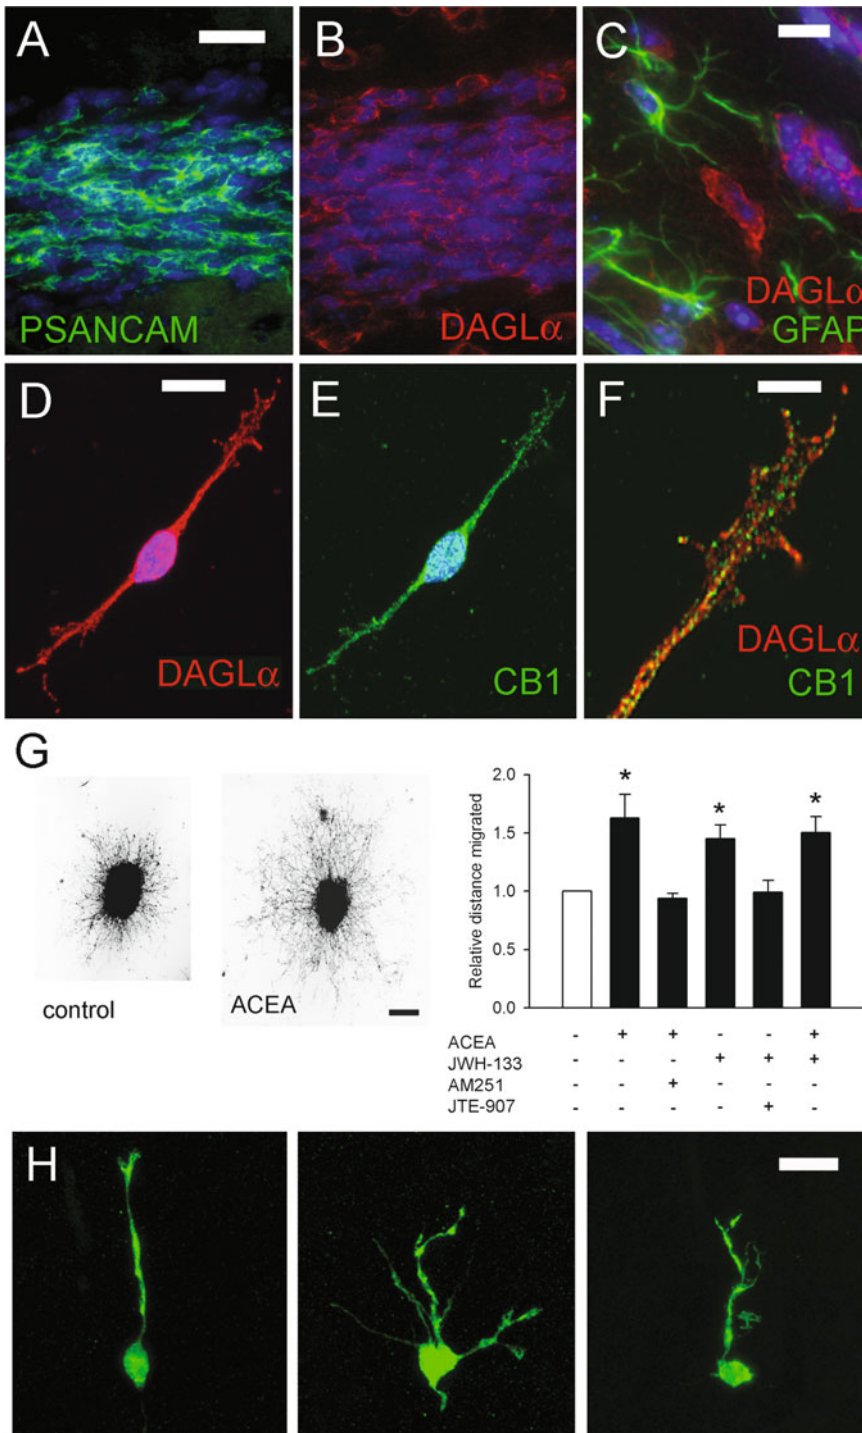 A
PSANCAM
B
DAGLα
C
DAGLα
GFAP
D
DAGLα
E
CB1
F
DAGLα
CB1
G
control
ACEA
Relative distance migrated
2.0
1.5
1.0
0.5
0.0
* * *
ACEA - + + - - +
JWH-133 - - - + + +
AM251 - - + - - -
JTE-907 - - - - + -
H